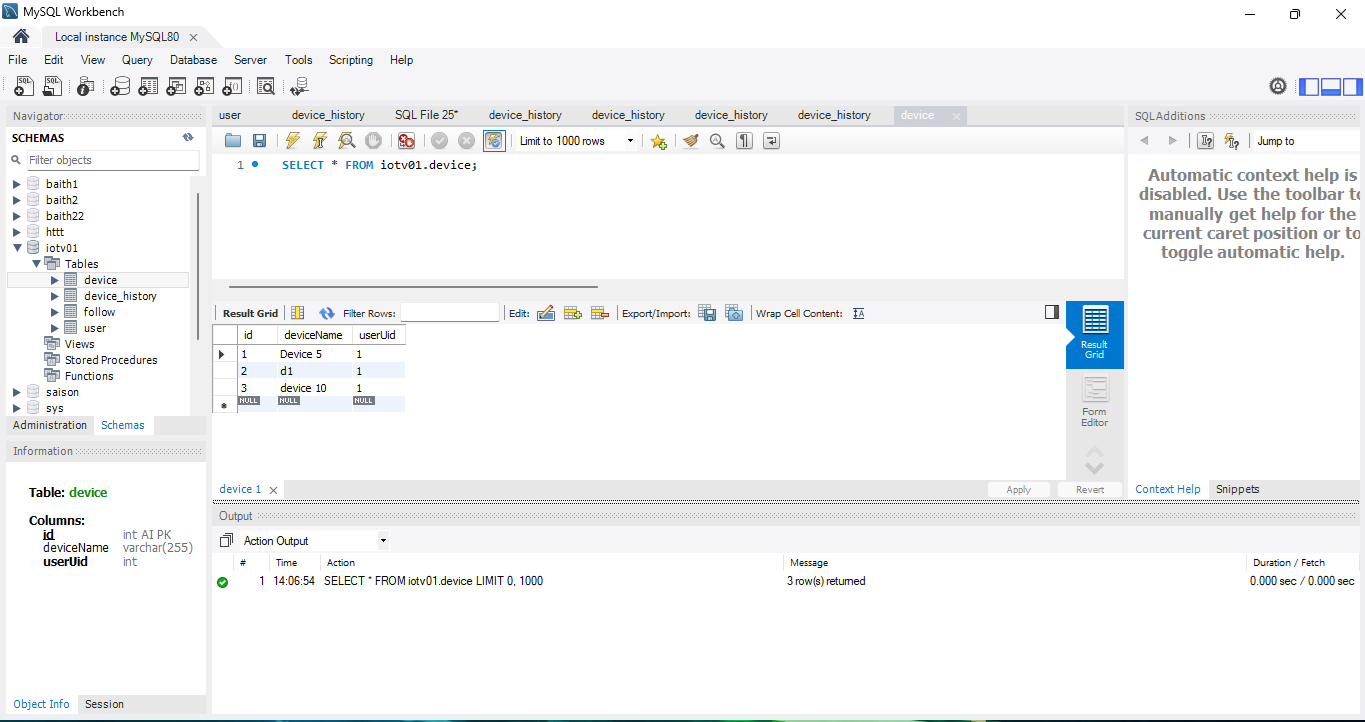 MySQL Workbench
Local instance MySQL80
File Edit View Query Database Server Tools Scripting Help
Navigator
SCHEMAS
Filter objects
baith1
baith2
baith22
httt
iotv01
Tables
device
device_history
follow
user
Views
Stored Procedures
Functions
saison
sys
Administration Schemas
Information
Table: device
Columns:
id int AI PK
deviceName varchar(255)
userUid int
Object Info Session
user device_history SQL File 25* device_history device_history device_history device_history device
Limit to 1000 rows
1 SELECT * FROM iotv01.device;
Result Grid Filter Rows: Edit: Export/Import: Wrap Cell Content:
id deviceName userUid
1 Device 5 1
2 d1 1
3 device 10 1
NULL NULL NULL
Result Grid
Form Editor
device 1 Apply Revert
Output
Action Output
# Time Action Message Duration / Fetch
1 14:06:54 SELECT * FROM iotv01.device LIMIT 0, 1000 3 row(s) returned 0.000 sec / 0.000 sec
SQLAdditions
Jump to
Automatic context help is
disabled. Use the toolbar to
manually get help for the
current caret position or to
toggle automatic help.
Context Help Snippets